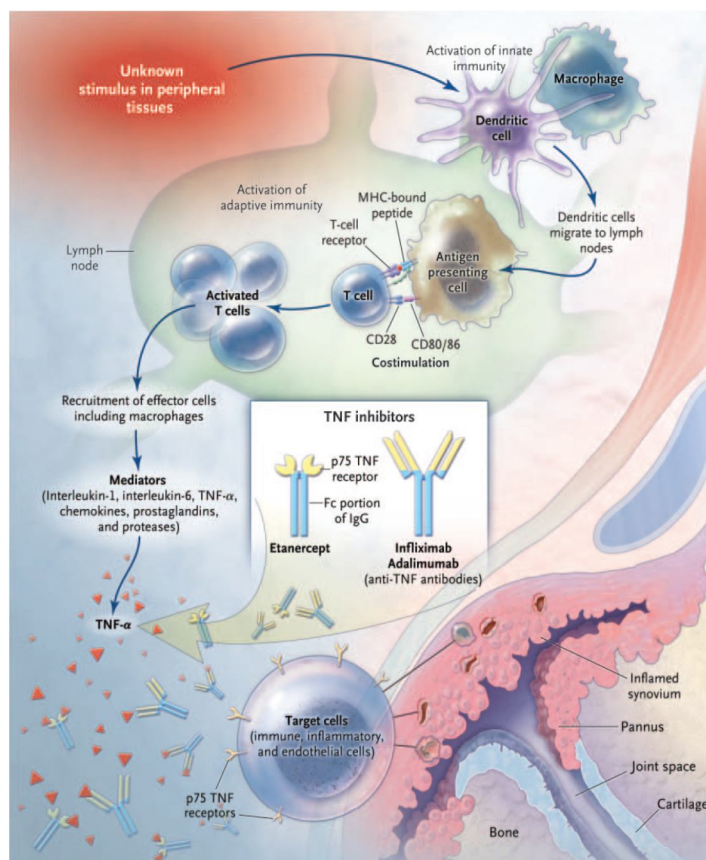 Unknown
stimulus in peripheral
tissues
Activation of innate
immunity
Macrophage
Dendritic
cell
Activation of
adaptive immunity
MHC-bound
peptide
T-cell
receptor
Dendritic cells
migrate to lymph
nodes
Lymph
node
Antigen
presenting
cell
Activated
T cells
T cell
CD28
CD80/86
Costimulation
Recruitment of effector cells
including macrophages
TNF inhibitors
p75 TNF
receptor
Mediators
(Interleukin-1, interleukin-6, TNF-α,
chemokines, prostaglandins,
and proteases)
Fc portion
of IgG
Etanercept
Infliximab
Adalimumab
(anti-TNF antibodies)
TNF-α
Inflamed
synovium
Target cells
(immune, inflammatory,
and endothelial cells)
Pannus
Joint space
p75 TNF
receptors
Cartilage
Bone